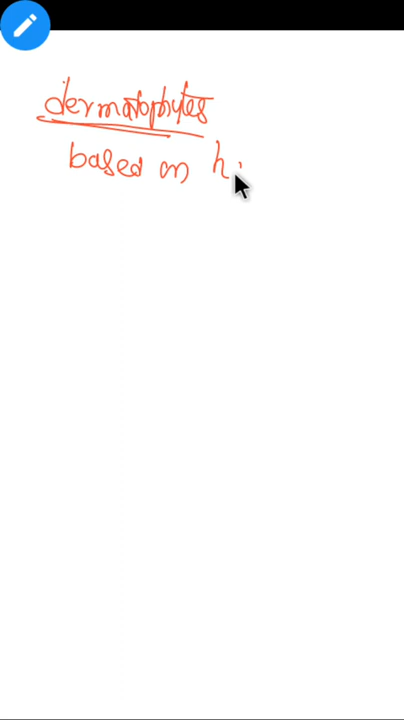 dermatophytes
based on h